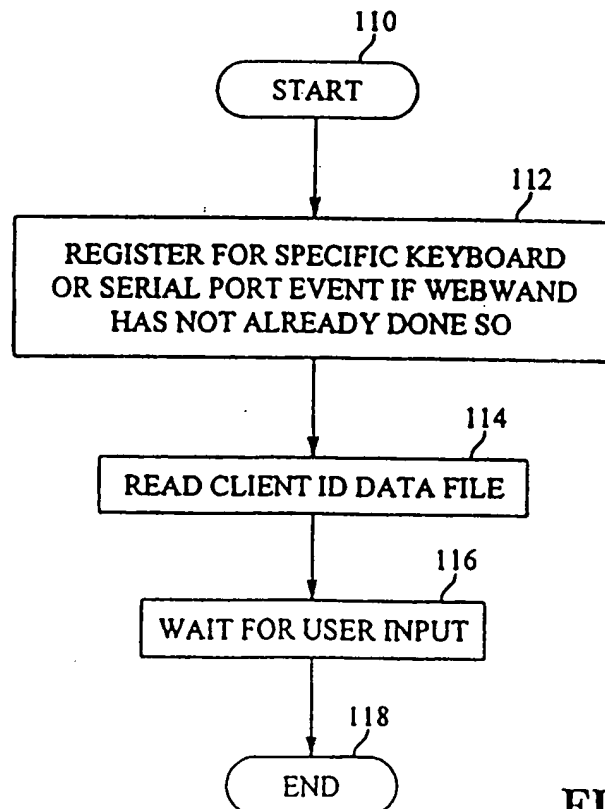 110
START
112
REGISTER FOR SPECIFIC KEYBOARD
OR SERIAL PORT EVENT IF WEBWAND
HAS NOT ALREADY DONE SO
114
READ CLIENT ID DATA FILE
116
WAIT FOR USER INPUT
118
END